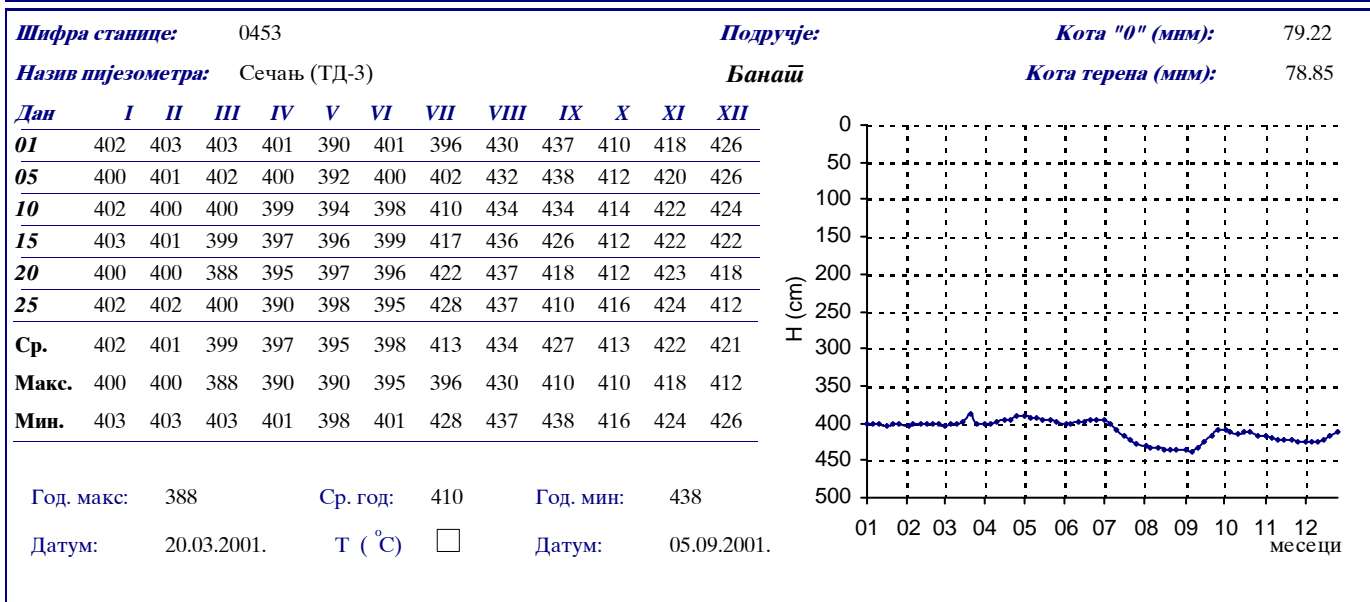 Шифра станице: 0453 Подручје: Кота "0" (мнм): 79.22
Назив пијезометра: Сечањ (ТД-3) Банат Кота терена (мнм): 78.85
Дан I II III IV V VI VII VIII IX X XI XII
01 402 403 403 401 390 401 396 430 437 410 418 426
05 400 401 402 400 392 400 402 432 438 412 420 426
10 402 400 400 399 394 398 410 434 434 414 422 424
15 403 401 399 397 396 399 417 436 426 412 422 422
20 400 400 388 395 397 396 422 437 418 412 423 418
25 402 402 400 390 398 395 428 437 410 416 424 412
Ср. 402 401 399 397 395 398 413 434 427 413 422 421
Макс. 400 400 388 390 390 395 396 430 410 410 418 412
Мин. 403 403 403 401 398 401 428 437 438 416 424 426
Год. макс: 388 Ср. год: 410 Год. мин: 438
Датум: 20.03.2001. Т ( °С) Датум: 05.09.2001.
H (cm)
0
50
100
150
200
250
300
350
400
450
500
01 02 03 04 05 06 07 08 09 10 11 12
месеци